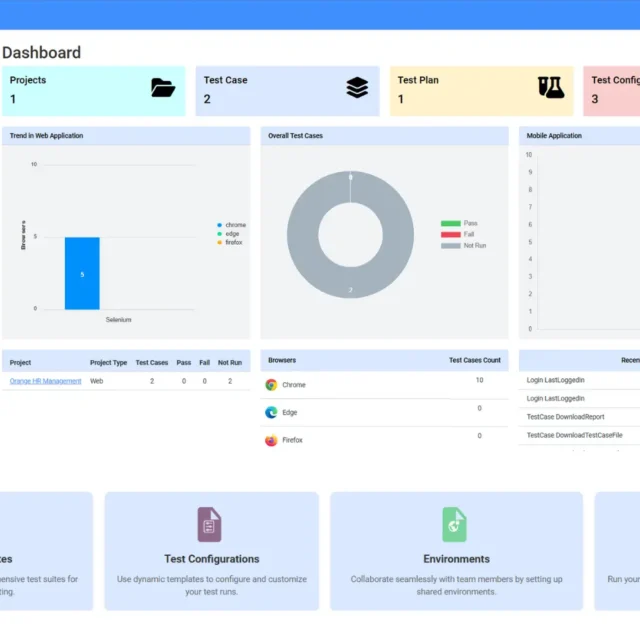 Dashboard
Projects
1
Test Case
2
Test Plan
1
Test Config
3
Trend in Web Application
10
5
0
Browsers
5
Selenium
chrome
edge
firefox
Overall Test Cases
0
2
Pass
Fail
Not Run
Mobile Application
10
9
8
7
6
5
4
3
2
1
0
Project Project Type Test Cases Pass Fail Not Run
Orange HR Management Web 2 0 0 2
Browsers Test Cases Count
Chrome 10
Edge 0
Firefox 0
Recen
Login LastLoggedIn
Login LastLoggedIn
TestCase DownloadReport
TestCase DownloadTestCaseFile
tes
ensive test suites for
ting.
Test Configurations
Use dynamic templates to configure and customize
your test runs.
Environments
Collaborate seamlessly with team members by setting up
shared environments.
Run your